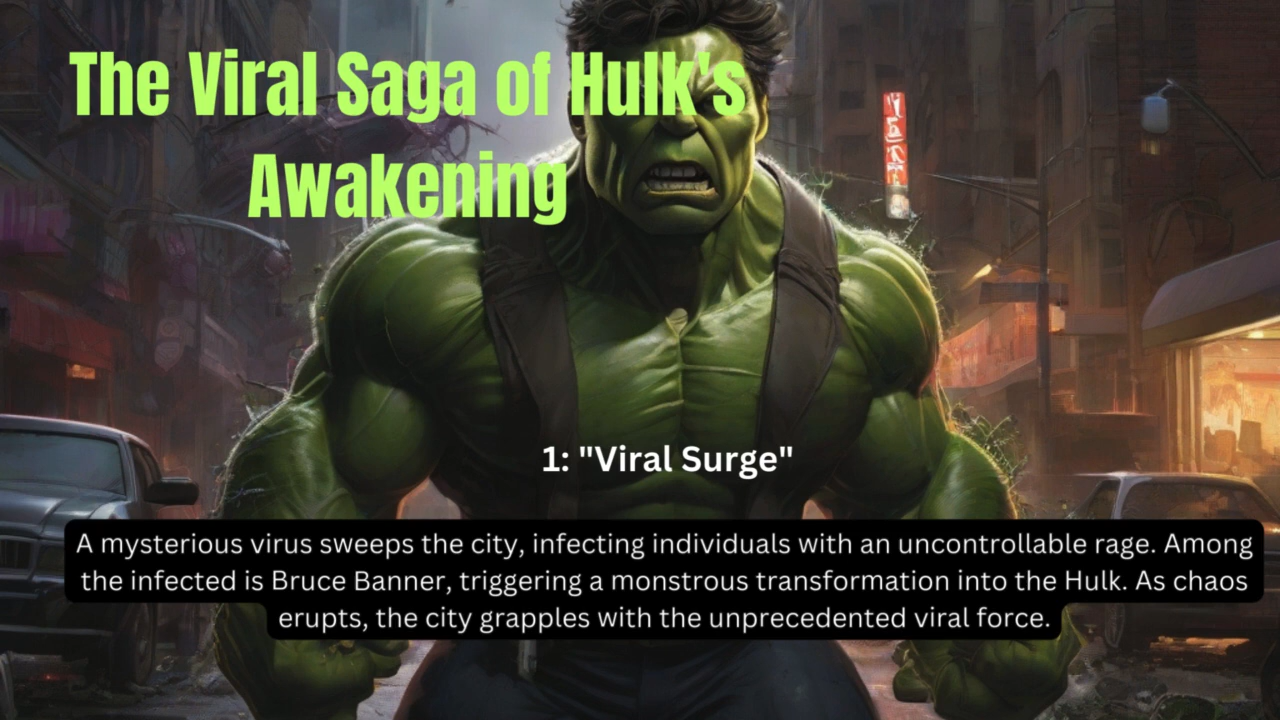 The Viral Saga of Hulk's
Awakening
1: "Viral Surge"
A mysterious virus sweeps the city, infecting individuals with an uncontrollable rage. Among
the infected is Bruce Banner, triggering a monstrous transformation into the Hulk. As chaos
erupts, the city grapples with the unprecedented viral force.